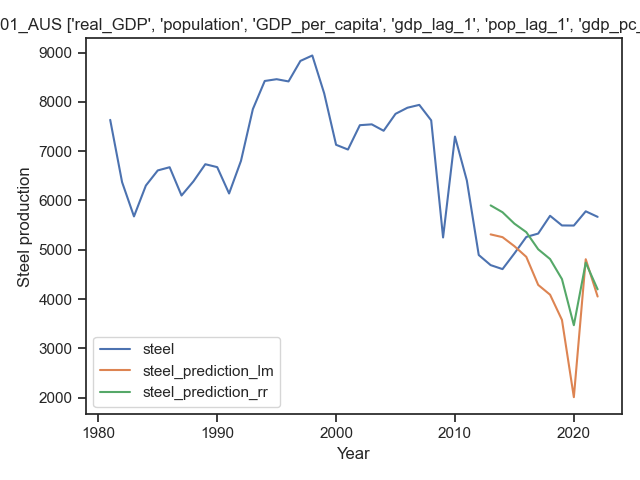 01_AUS ['real_GDP', 'population', 'GDP_per_capita', 'gdp_lag_1', 'pop_lag_1', 'gdp_pc_
9000
8000
7000
6000
5000
4000
3000
2000
Steel production
steel
steel_prediction_lm
steel_prediction_rr
1980 1990 2000 2010 2020
Year